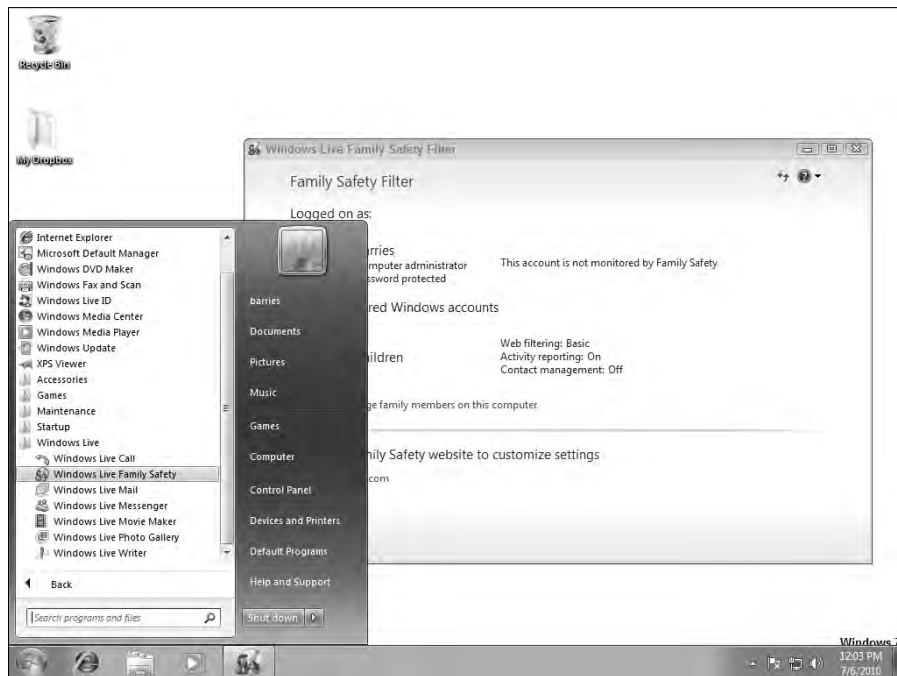 Recycle Bin
My Dropbox
Windows Live Family Safety Filter
Family Safety Filter
Logged on as:
rries
mputer administrator
ssword protected
This account is not monitored by Family Safety
red Windows accounts
ildren
Web filtering: Basic
Activity reporting: On
Contact management: Off
ge family members on this computer
ily Safety website to customize settings
com
Internet Explorer
Microsoft Default Manager
Windows DVD Maker
Windows Fax and Scan
Windows Live ID
Windows Media Center
Windows Media Player
Windows Update
XPS Viewer
Accessories
Games
Maintenance
Startup
Windows Live
Windows Live Call
Windows Live Family Safety
Windows Live Mail
Windows Live Messenger
Windows Live Movie Maker
Windows Live Photo Gallery
Windows Live Writer
Back
Search programs and files
barries
Documents
Pictures
Music
Games
Computer
Control Panel
Devices and Printers
Default Programs
Help and Support
Shut down
Windows 7
12:03 PM
7/6/2010